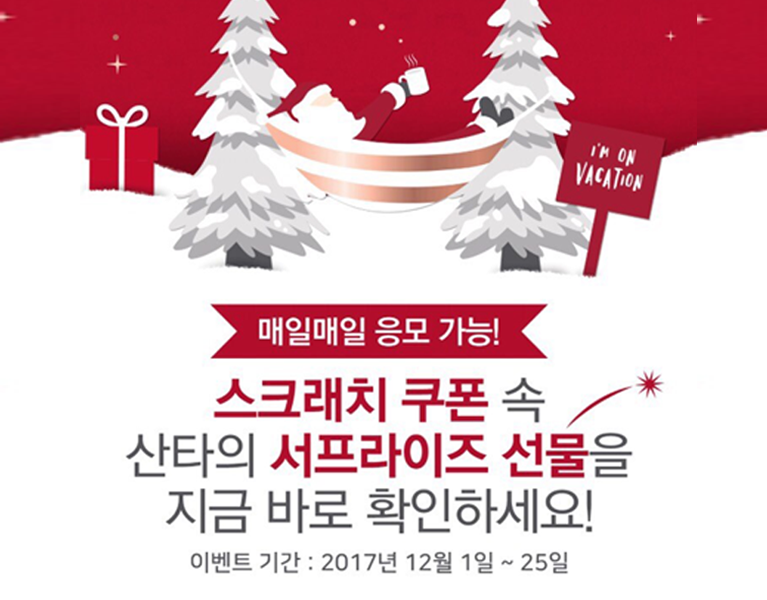 I'M ON
VACATION
매일매일 응모 가능!
스크래치 쿠폰 속
산타의 서프라이즈 선물을
지금 바로 확인하세요!
이벤트 기간 : 2017년 12월 1일 ~ 25일